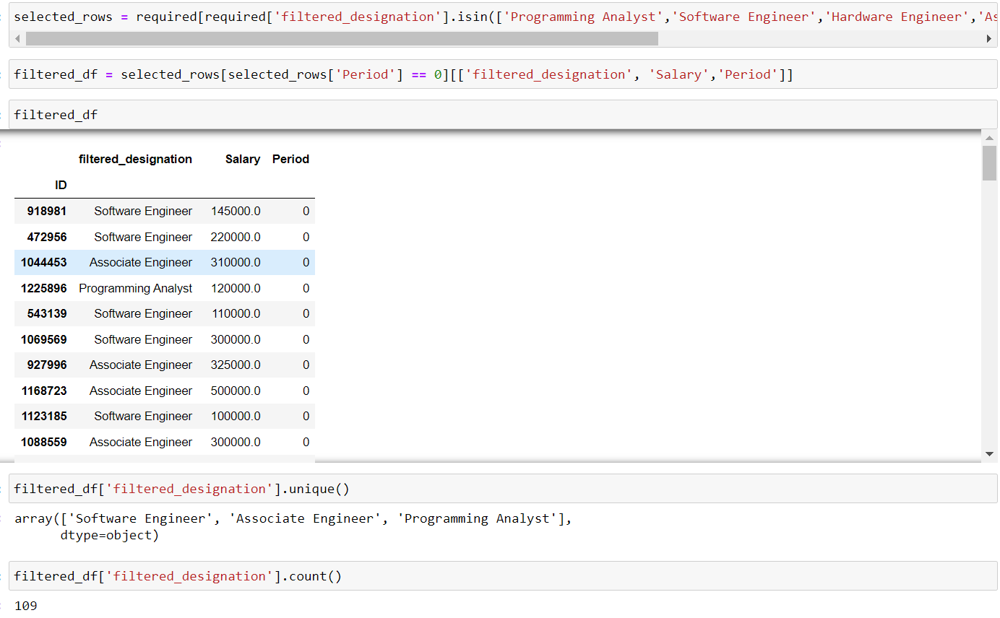 selected_rows = required[required['filtered_designation'].isin(['Programming Analyst','Software Engineer','Hardware Engineer','As
filtered_df = selected_rows[selected_rows['Period'] == 0][['filtered_designation', 'Salary','Period']]
filtered_df
filtered_designation Salary Period
ID
918981 Software Engineer 145000.0 0
472956 Software Engineer 220000.0 0
1044453 Associate Engineer 310000.0 0
1225896 Programming Analyst 120000.0 0
543139 Software Engineer 110000.0 0
1069569 Software Engineer 300000.0 0
927996 Associate Engineer 325000.0 0
1168723 Associate Engineer 500000.0 0
1123185 Software Engineer 100000.0 0
1088559 Associate Engineer 300000.0 0
filtered_df['filtered_designation'].unique()
array(['Software Engineer', 'Associate Engineer', 'Programming Analyst'],
dtype=object)
filtered_df['filtered_designation'].count()
109